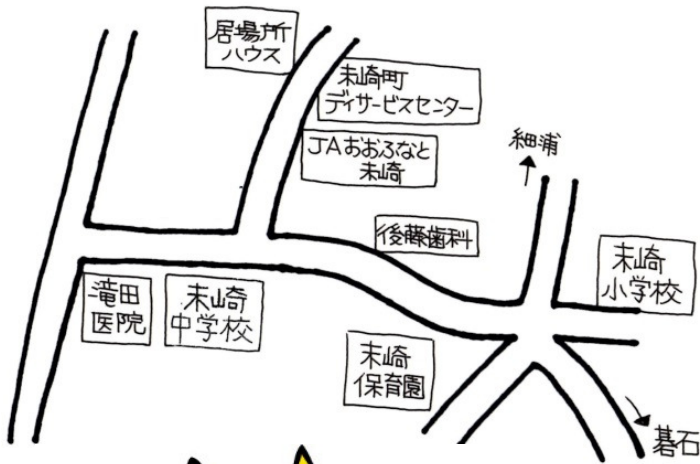 居場所
ハウス
末崎町
デイサービスセンター
JAおおふなと
末崎
細浦
後藤歯科
末崎
小学校
滝田
医院
末崎
中学校
末崎
保育園
碁石